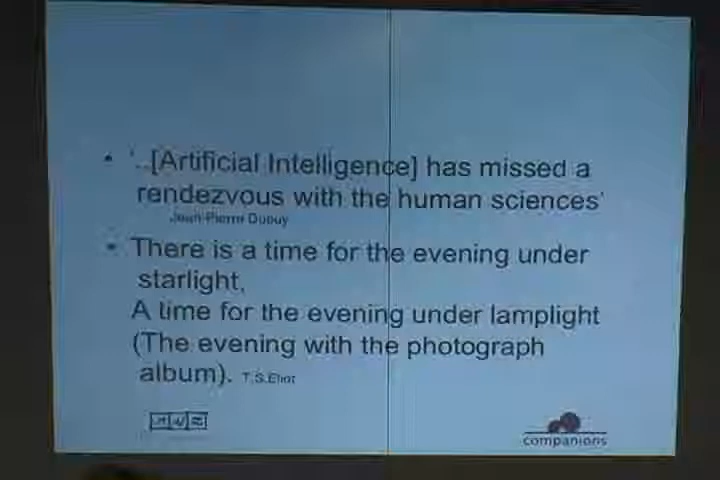 • '..[Artificial Intelligence] has missed a
rendezvous with the human sciences'
Jean-Pierre Dupuy
• There is a time for the evening under
starlight,
A time for the evening under lamplight
(The evening with the photograph
album). T.S.Eliot
companions